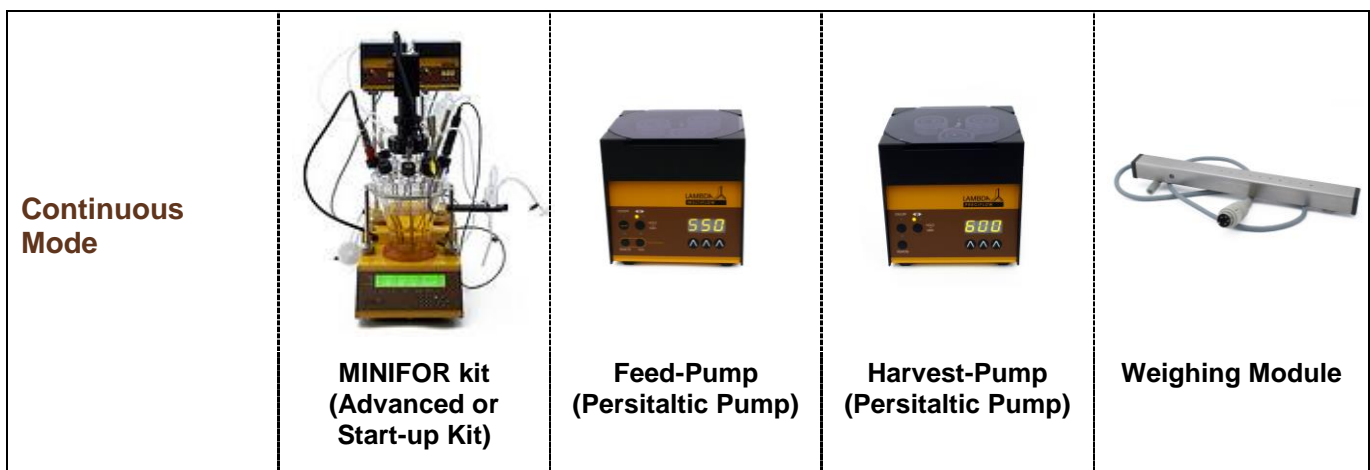 Continuous
Mode
MINIFOR kit
(Advanced or
Start-up Kit)
LAMBDA
550
Feed-Pump
(Persitaltic Pump)
LAMBDA
600
Harvest-Pump
(Persitaltic Pump)
Weighing Module